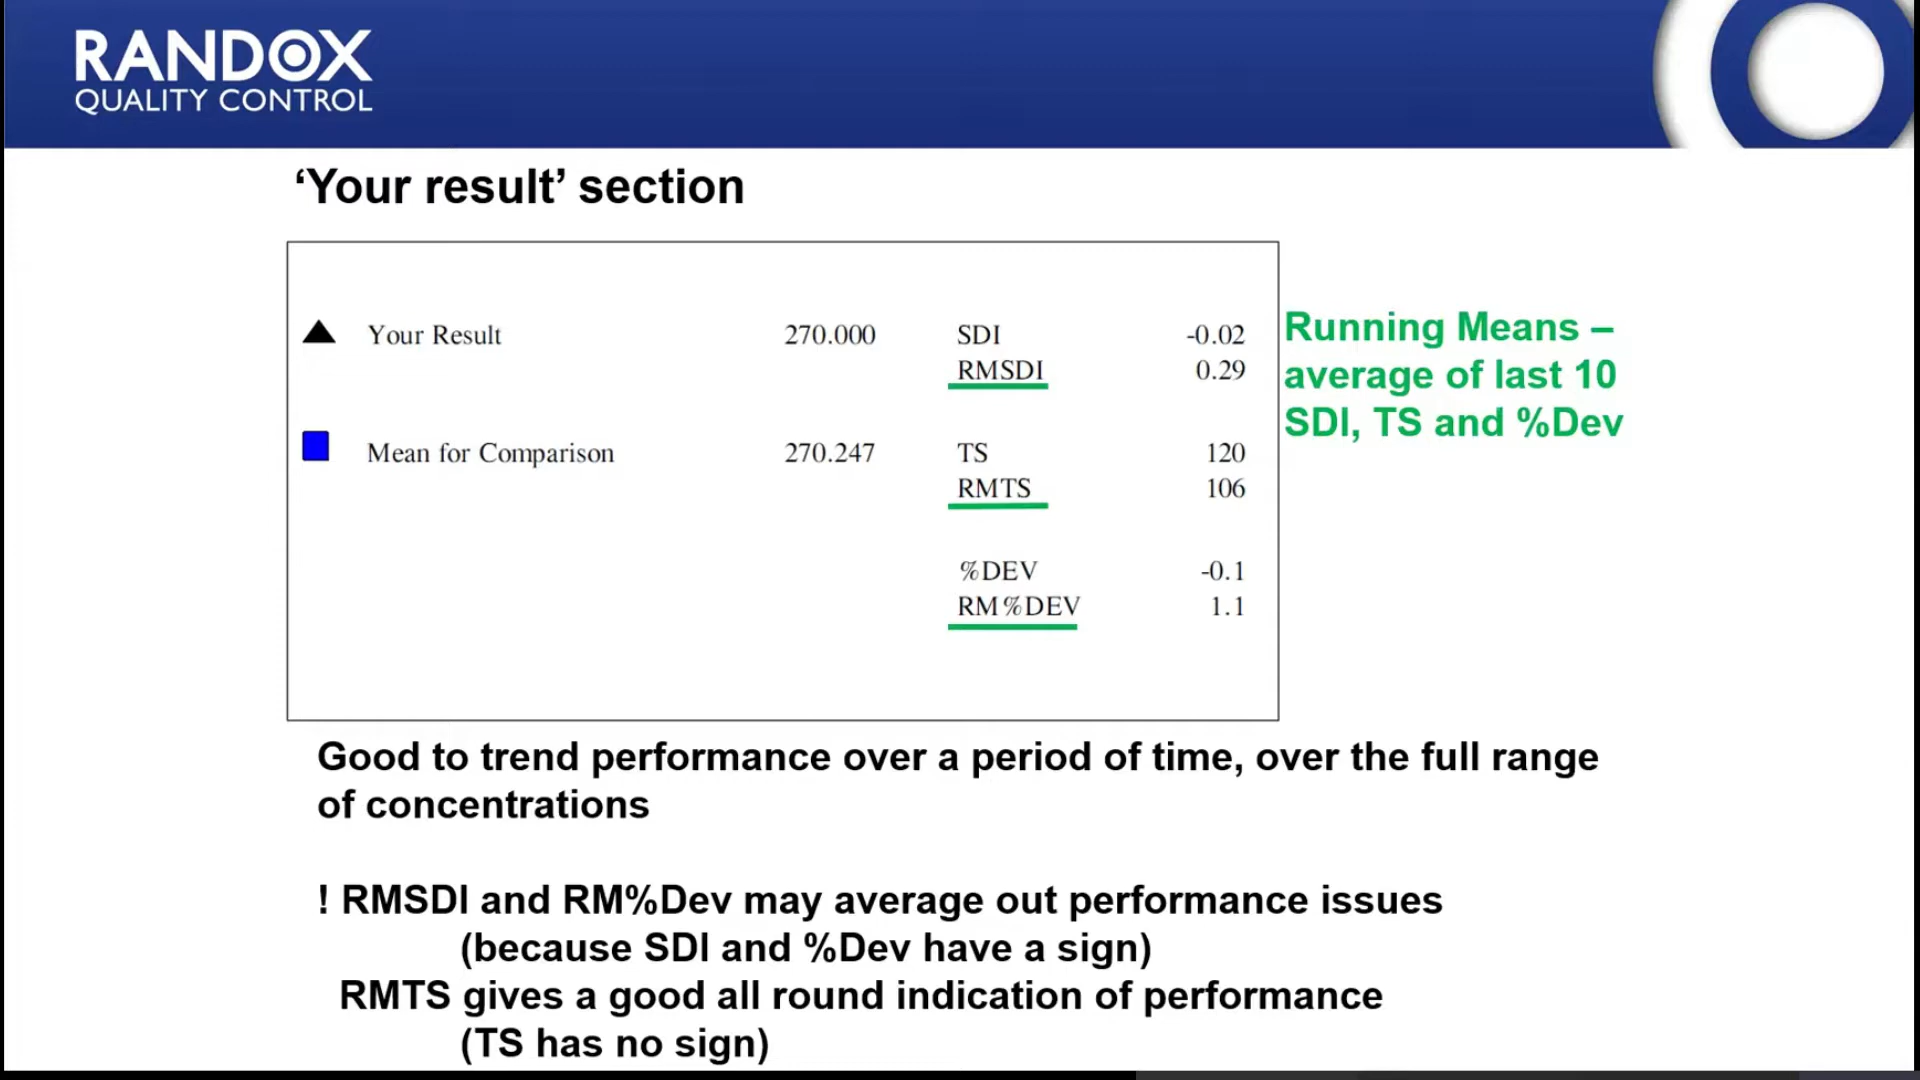 RANDOX
QUALITY CONTROL
‘Your result’ section
Your Result 270.000 SDI -0.02
RMSDI 0.29
Mean for Comparison 270.247 TS 120
RMTS 106
%DEV -0.1
RM%DEV 1.1
Running Means –
average of last 10
SDI, TS and %Dev
Good to trend performance over a period of time, over the full range
of concentrations
! RMSDI and RM%Dev may average out performance issues
(because SDI and %Dev have a sign)
RMTS gives a good all round indication of performance
(TS has no sign)